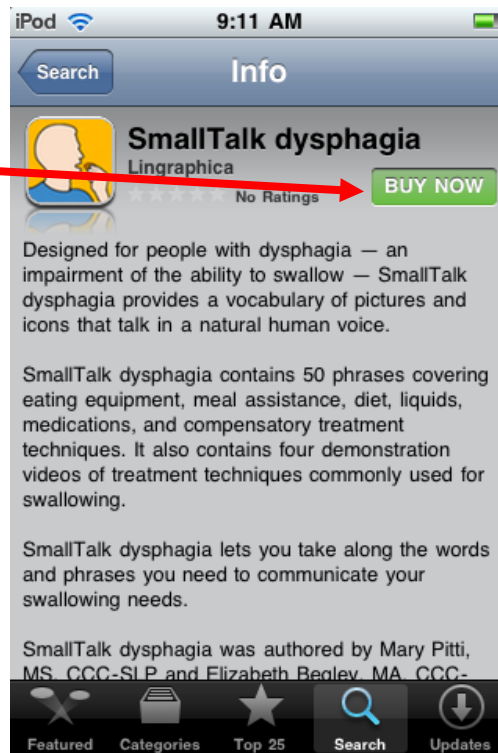 iPod 9:11 AM
Search Info
SmallTalk dysphagia
Lingraphica
No Ratings BUY NOW
Designed for people with dysphagia — an
impairment of the ability to swallow — SmallTalk
dysphagia provides a vocabulary of pictures and
icons that talk in a natural human voice.
SmallTalk dysphagia contains 50 phrases covering
eating equipment, meal assistance, diet, liquids,
medications, and compensatory treatment
techniques. It also contains four demonstration
videos of treatment techniques commonly used for
swallowing.
SmallTalk dysphagia lets you take along the words
and phrases you need to communicate your
swallowing needs.
SmallTalk dysphagia was authored by Mary Pitti,
MS, CCC-SLP and Elizabeth Begley, MA, CCC-
Featured Categories Top 25 Search Updates